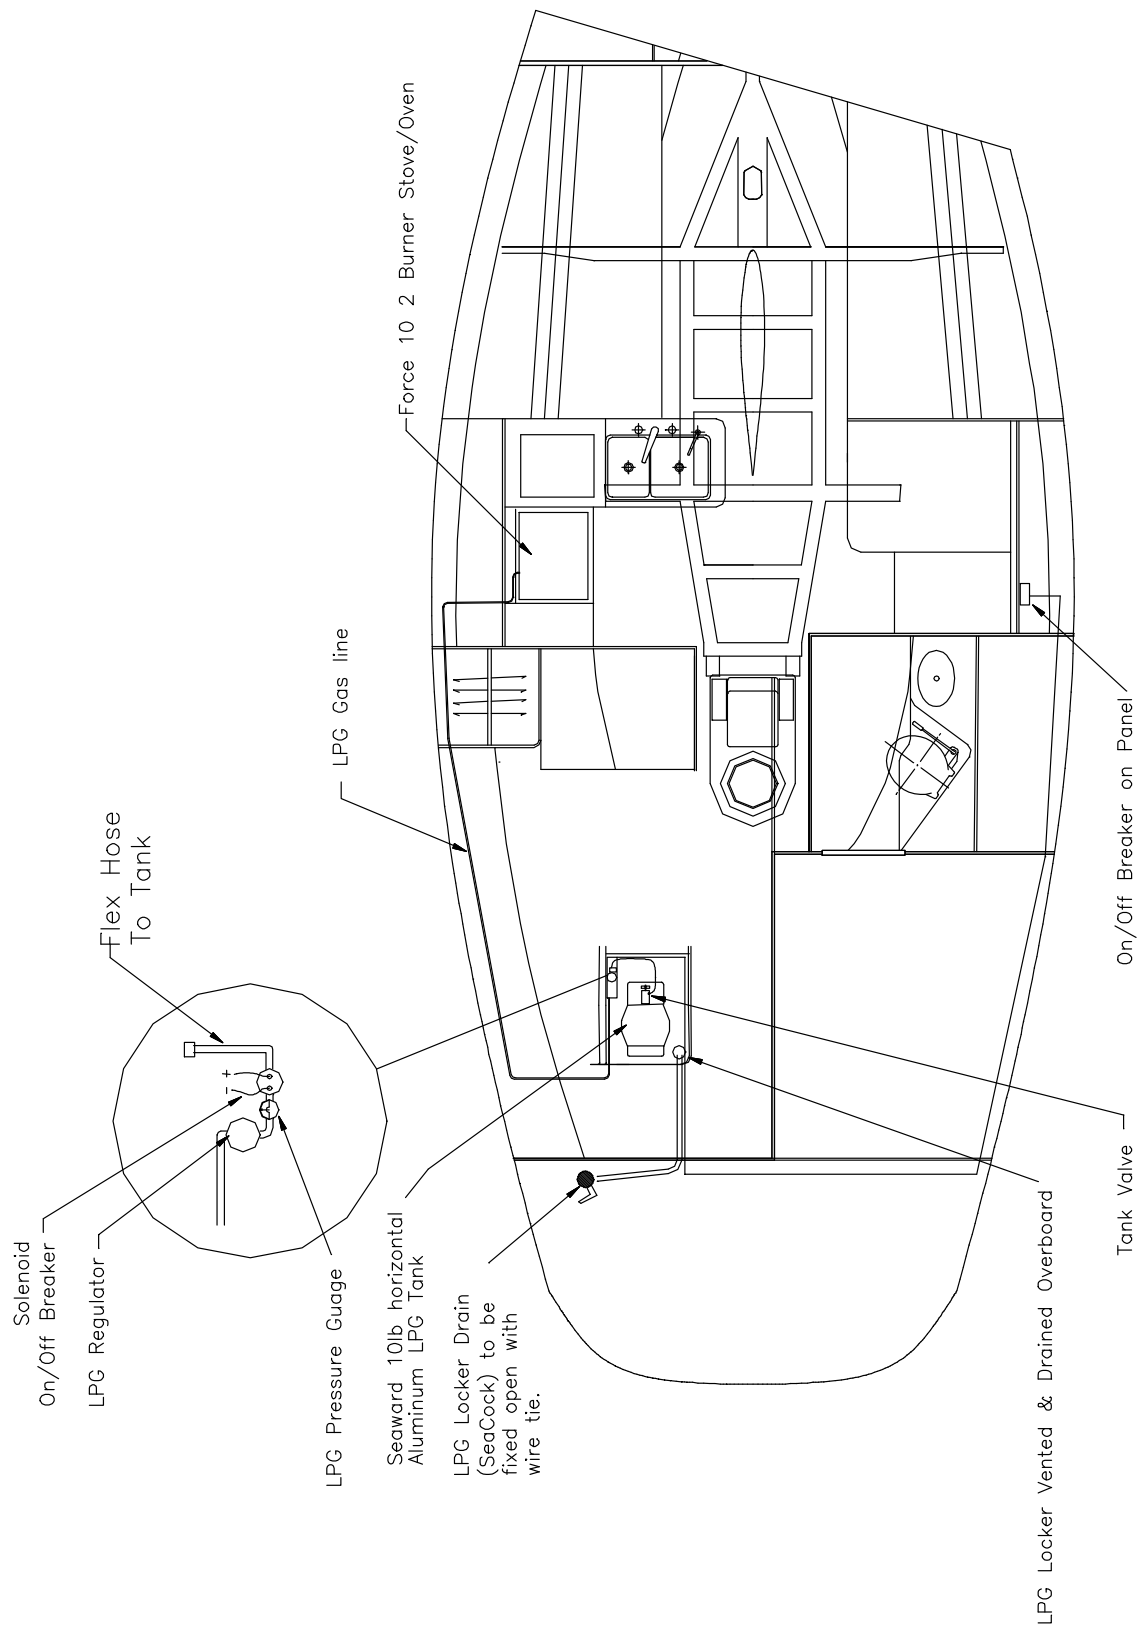 Solenoid
On/Off Breaker
LPG Regulator
Flex Hose
To Tank
- +
LPG Pressure Guage
LPG Gas line
Seaward 10lb horizontal
Aluminum LPG Tank
Force 10 2 Burner Stove/Oven
LPG Locker Drain
(SeaCock) to be
fixed open with
wire tie.
LPG Locker Vented & Drained Overboard
Tank Valve
On/Off Breaker on Panel